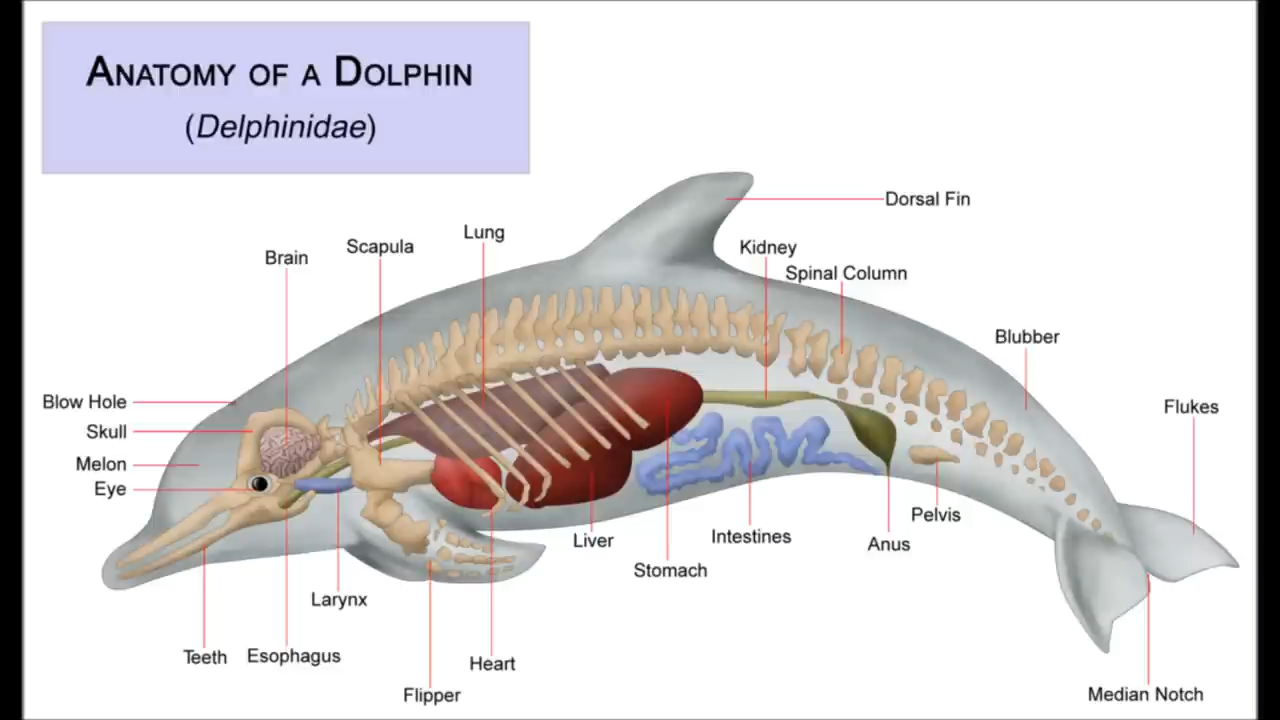 ANATOMY OF A DOLPHIN
(Delphinidae)
Dorsal Fin
Lung
Scapula
Kidney
Brain
Spinal Column
Blubber
Blow Hole
Flukes
Skull
Melon
Eye
Pelvis
Intestines
Liver
Anus
Stomach
Larynx
Teeth
Esophagus
Heart
Flipper
Median Notch